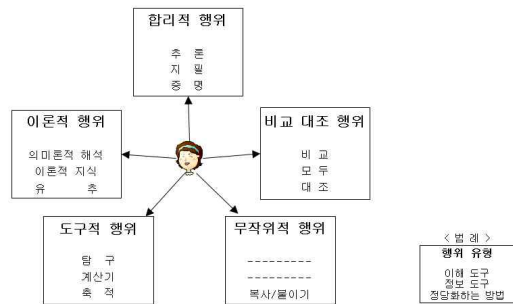 합리적 행위
추 론
지 필
증 명
이론적 행위
의미론적 해석
이론적 지식
유 추
비교 대조 행위
비 교
모 두
대 조
도구적 행위
탐 구
계산기
축 적
무작위적 행위
---------
---------
복사/붙이기
< 범 례 >
행위 유형
이해 도구
정보 도구
정당화하는 방법